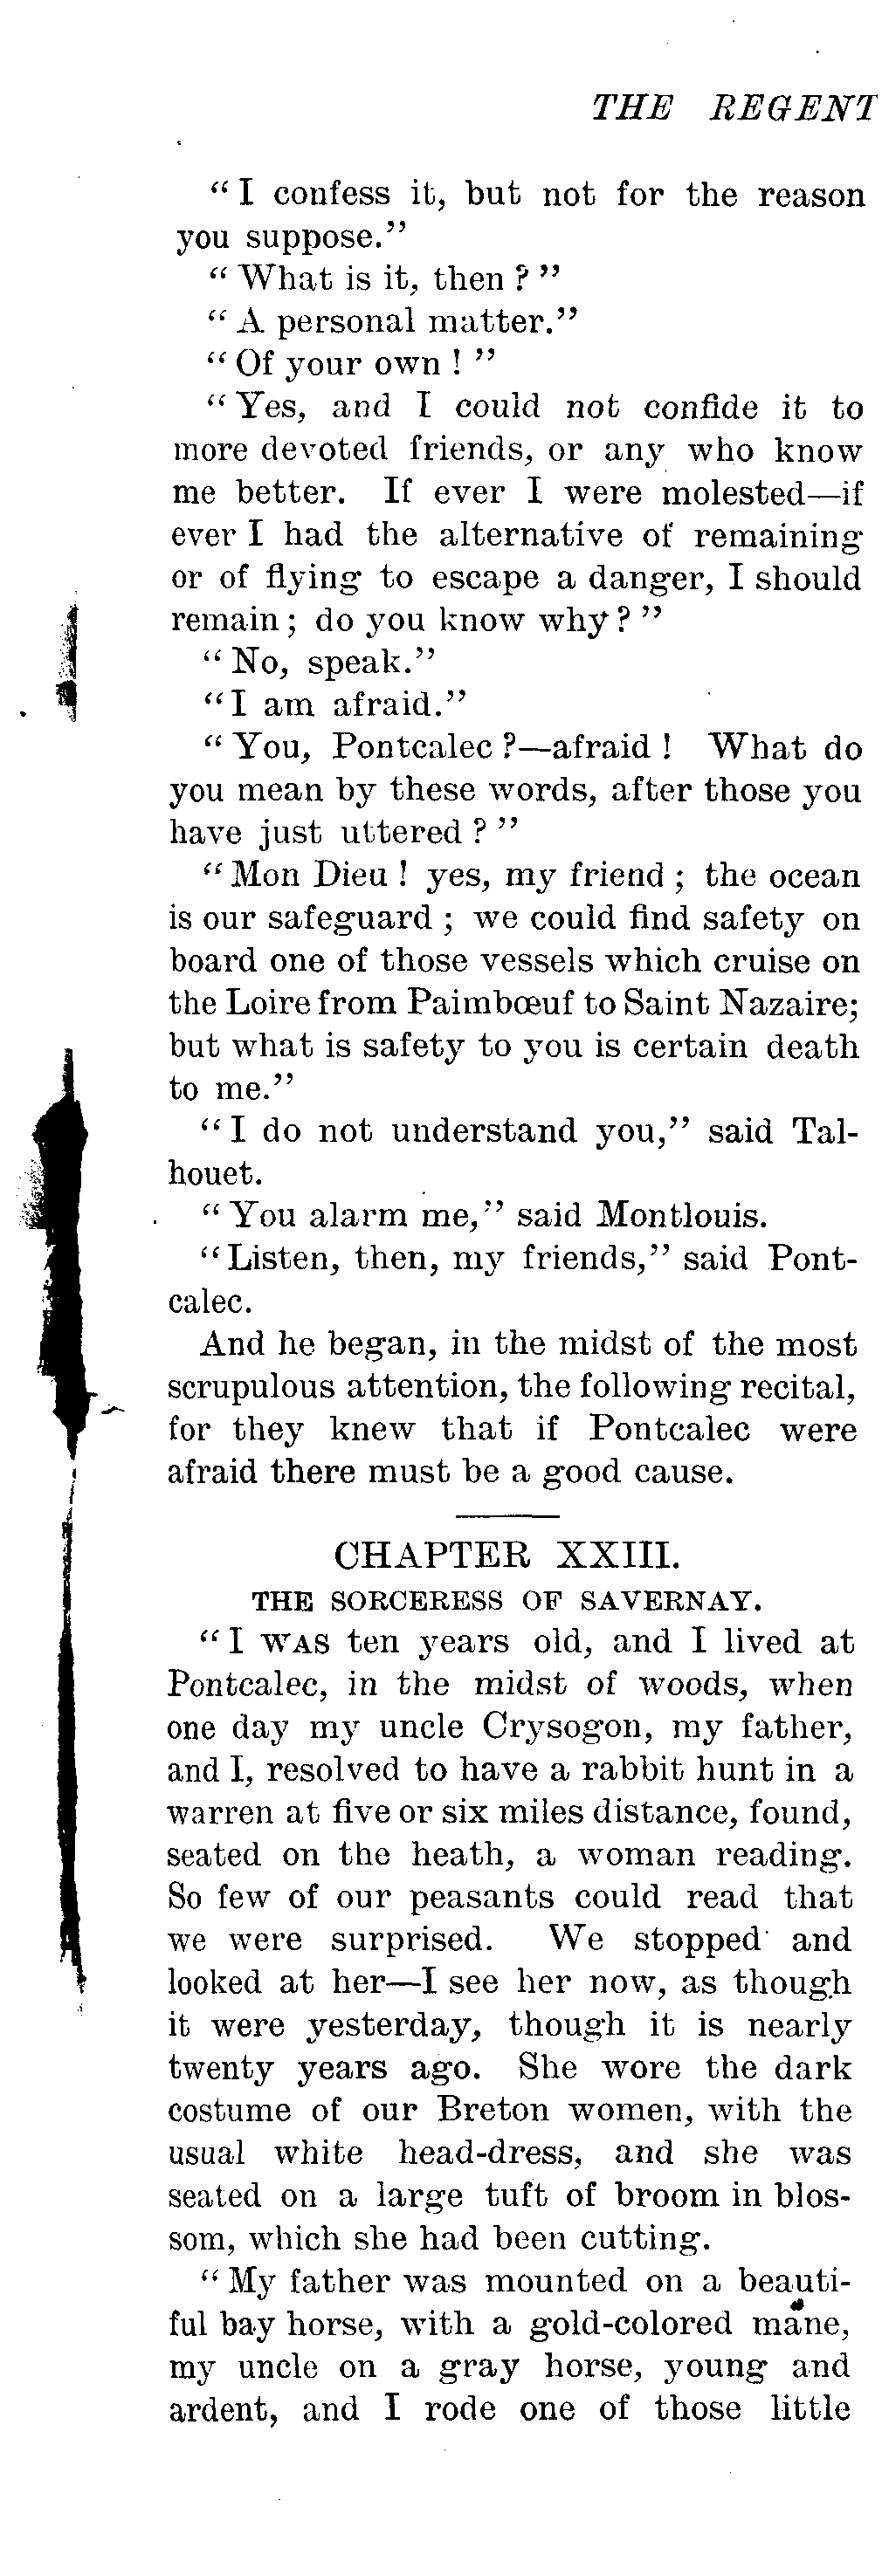 THE REGENT
“I confess it, but not for the reason
you suppose.”
“What is it, then?”
“A personal matter.”
“Of your own!”
“Yes, and I could not confide it to
more devoted friends, or any who know
me better. If ever I were molested—if
ever I had the alternative of remaining
or of flying to escape a danger, I should
remain; do you know why?”
“No, speak.”
“I am afraid.”
“You, Pontcalec?—afraid! What do
you mean by these words, after those you
have just uttered?”
“Mon Dieu! yes, my friend; the ocean
is our safeguard; we could find safety on
board one of those vessels which cruise on
the Loire from Paimbœuf to Saint Nazaire;
but what is safety to you is certain death
to me.”
“I do not understand you,” said Tal-
houet.
“You alarm me,” said Montlouis.
“Listen, then, my friends,” said Pont-
calec.
And he began, in the midst of the most
scrupulous attention, the following recital,
for they knew that if Pontcalec were
afraid there must be a good cause.
CHAPTER XXIII.
THE SORCERESS OF SAVERNAY.
“I WAS ten years old, and I lived at
Pontcalec, in the midst of woods, when
one day my uncle Crysogon, my father,
and I, resolved to have a rabbit hunt in a
warren at five or six miles distance, found,
seated on the heath, a woman reading.
So few of our peasants could read that
we were surprised. We stopped and
looked at her—I see her now, as though
it were yesterday, though it is nearly
twenty years ago. She wore the dark
costume of our Breton women, with the
usual white head-dress, and she was
seated on a large tuft of broom in blos-
som, which she had been cutting.
“My father was mounted on a beauti-
ful bay horse, with a gold-colored mane,
my uncle on a gray horse, young and
ardent, and I rode one of those little